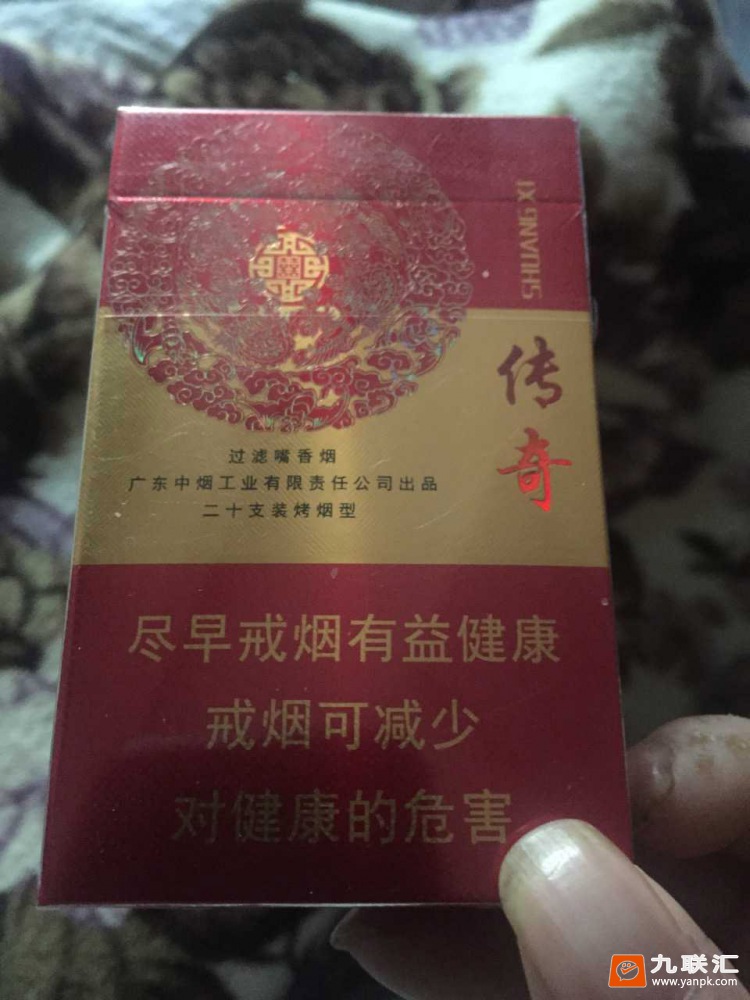 SHUANG XI
传奇
过滤嘴香烟
广东中烟工业有限责任公司出品
二十支装烤烟型
尽早戒烟有益健康
戒烟可减少
对健康的危害
九联汇
www.yanpk.com